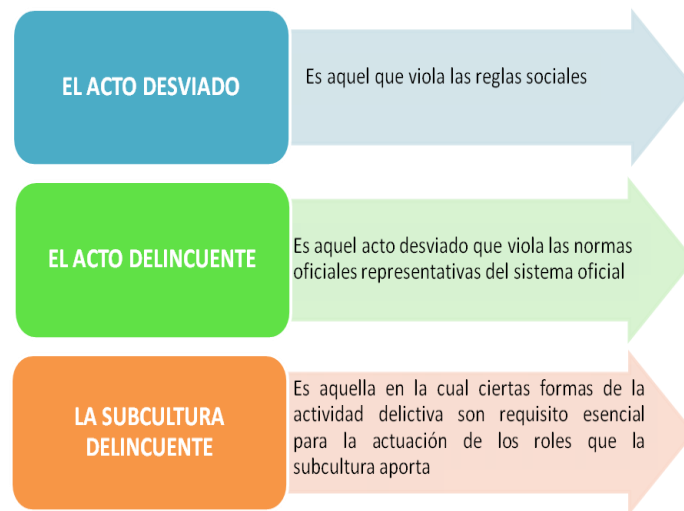 EL ACTO DESVIADO
Es aquel que viola las reglas sociales
EL ACTO DELINCUENTE
Es aquel acto desviado que viola las normas
oficiales representativas del sistema oficial
LA SUBCULTURA
DELINCUENTE
Es aquella en la cual ciertas formas de la
actividad delictiva son requisito esencial
para la actuación de los roles que la
subcultura aporta